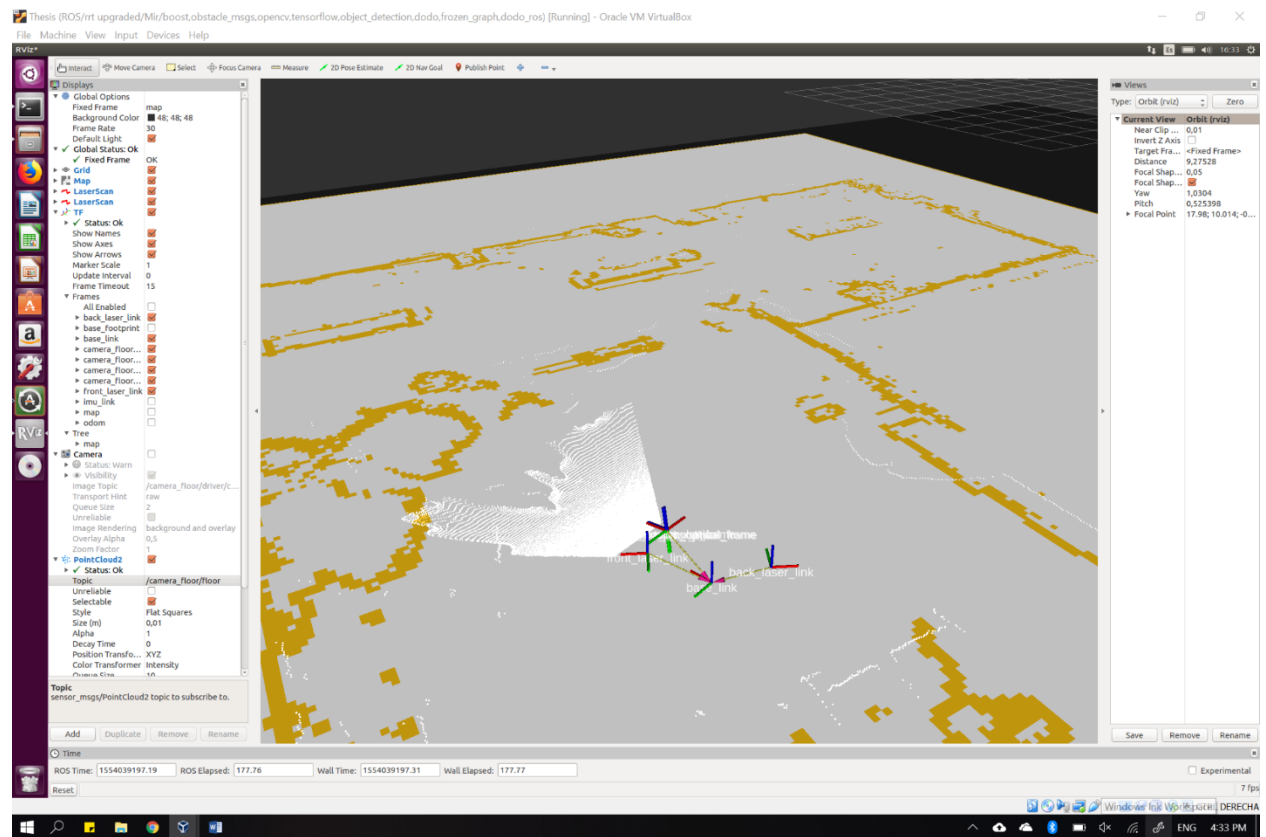 Thesis (ROS/rrt upgraded/Mir/boost,obstacle_msgs,opencv,tensorflow,object_detection,dodo,frozen_graph,dodo_ros) [Running] - Oracle VM VirtualBox
File Machine View Input Devices Help
RViz* Es 16:33
Interact Move Camera Select Focus Camera Measure 2D Pose Estimate 2D Nav Goal Publish Point
Displays
Global Options
Fixed Frame map
Background Color 48; 48; 48
Frame Rate 30
Default Light
Global Status: Ok
Fixed Frame OK
Grid
Map
LaserScan
LaserScan
TF
Status: Ok
Show Names
Show Axes
Show Arrows
Marker Scale 1
Update Interval 0
Frame Timeout 15
Frames
All Enabled
back_laser_link
base_footprint
base_link
camera_floor...
camera_floor...
camera_floor...
front_laser_link
imu_link
map
odom
Tree
map
Camera
Status: Warn
Visibility
Image Topic /camera_floor/driver/c...
Transport Hint raw
Queue Size 2
Unreliable
Image Rendering background and overlay
Overlay Alpha 0,5
Zoom Factor 1
PointCloud2
Status: Ok
Topic /camera_floor/floor
Unreliable
Selectable
Style Flat Squares
Size (m) 0,01
Alpha 1
Decay Time 0
Position Transfo... XYZ
Color Transformer Intensity
Queue Size 10
Topic
sensor_msgs/PointCloud2 topic to subscribe to.
Add Duplicate Remove Rename
front_laser_link
back_laser_link
base_link
Views
Type: Orbit (rviz) Zero
Current View Orbit (rviz)
Near Clip ... 0,01
Invert Z Axis
Target Fra... <Fixed Frame>
Distance 9,27528
Focal Shap... 0,05
Focal Shap...
Yaw 1,0304
Pitch 0,525398
Focal Point 17.98; 10.014; -0...
Save Remove Rename
Time
ROS Time: 1554039197.19 ROS Elapsed: 177.76 Wall Time: 1554039197.31 Wall Elapsed: 177.77 Experimental
Reset 7 fps
Windows Ink Workspace DERECHA
ENG 4:33 PM